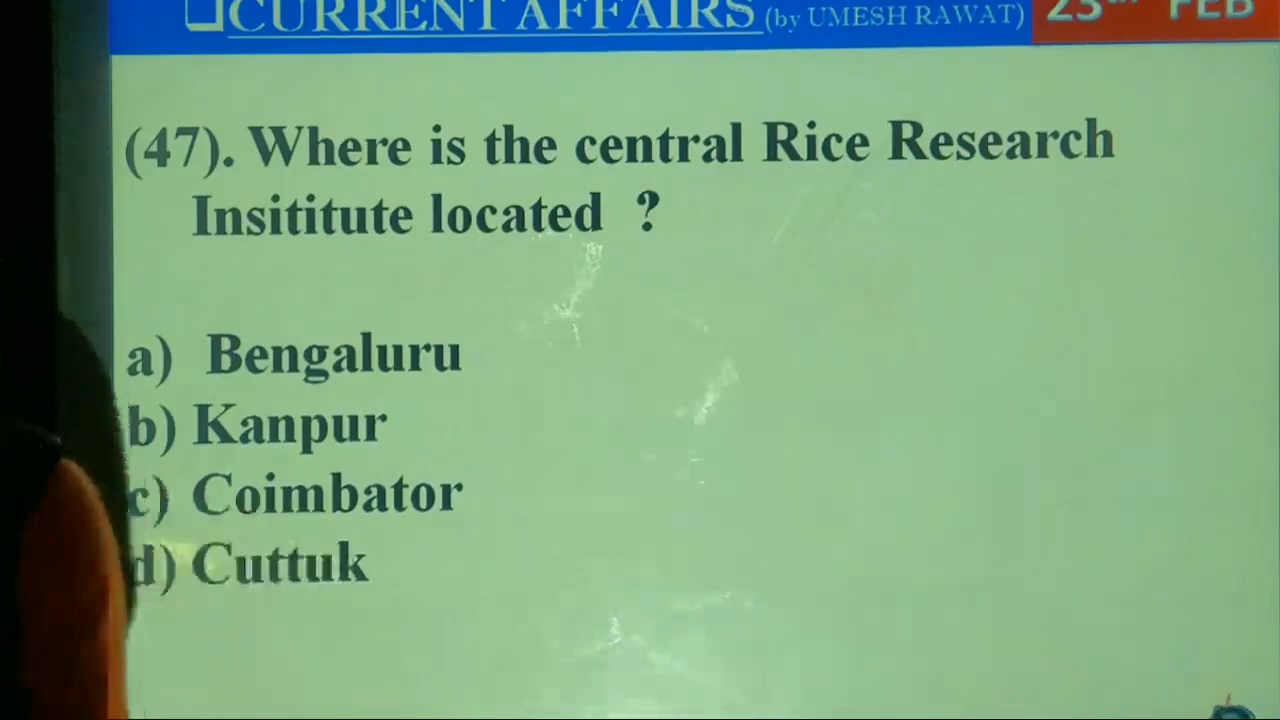 ❑CURRENT AFFAIRS (by UMESH RAWAT) 23th FEB
(47). Where is the central Rice Research
Insititute located ?
a) Bengaluru
b) Kanpur
c) Coimbator
d) Cuttuk